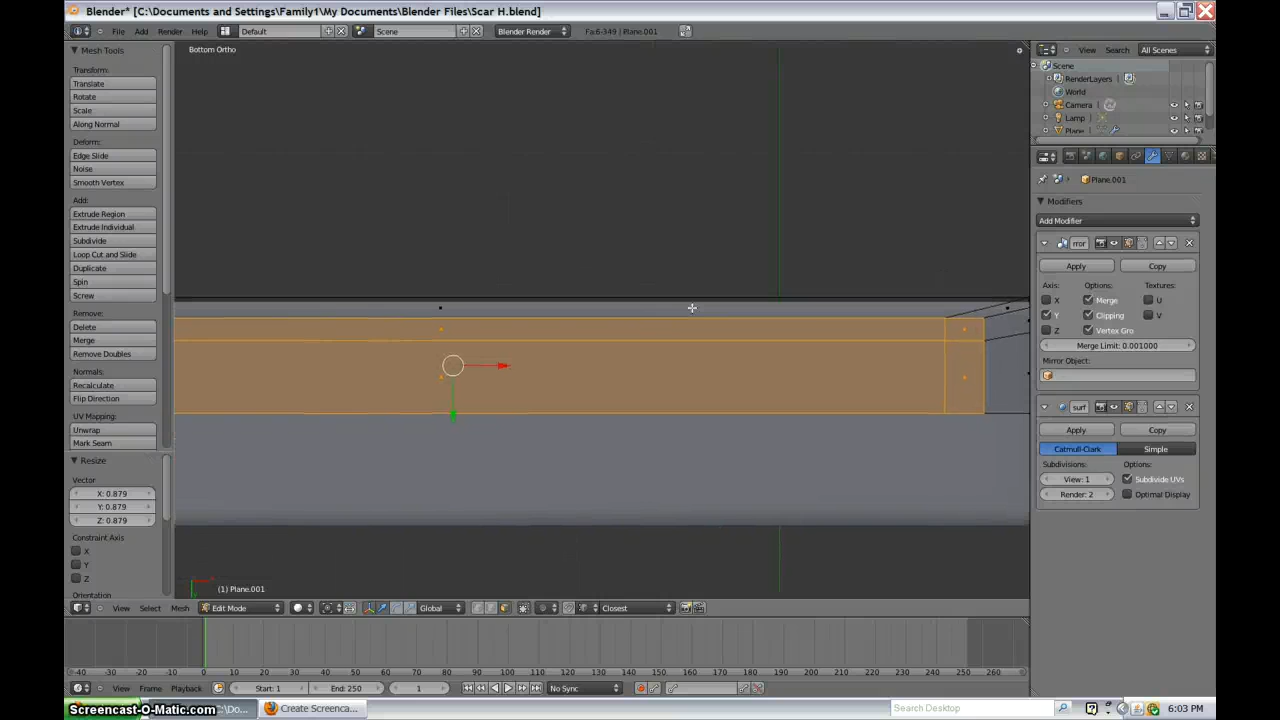 Blender* [C:\Documents and Settings\Family1\My Documents\Blender Files\Scar H.blend]
File Add Render Help Default Scene Blender Render Fa:6-349 | Plane.001
Mesh Tools
Transform:
Translate
Rotate
Scale
Along Normal
Deform:
Edge Slide
Noise
Smooth Vertex
Add:
Extrude Region
Extrude Individual
Subdivide
Loop Cut and Slide
Duplicate
Spin
Screw
Remove:
Delete
Merge
Remove Doubles
Normals:
Recalculate
Flip Direction
UV Mapping:
Unwrap
Mark Seam
Resize
Vector
X: 0.879
Y: 0.879
Z: 0.879
Constraint Axis
X
Y
Z
Orientation
Bottom Ortho
(1) Plane.001
View Select Mesh Edit Mode Global Closest
-40 -30 -20 -10 0 10 20 30 40 50 60 70 80 90 100 110 120 130 140 150 160 170 180 190 200 210 220 230 240 250 260
View Frame Playback Start: 1 End: 250 1 No Sync
View Search All Scenes
Scene
RenderLayers
World
Camera
Lamp
Plane
Plane.001
Modifiers
Add Modifier
rror
Apply Copy
Axis: Options: Textures:
X Merge U
Y Clipping V
Z Vertex Gro
Merge Limit: 0.001000
Mirror Object:
surf
Apply Copy
Catmull-Clark Simple
Subdivisions: Options:
View: 1 Subdivide UVs
Render: 2 Optimal Display
Screencast-O-Matic.com Create Screenca... Search Desktop 6:03 PM